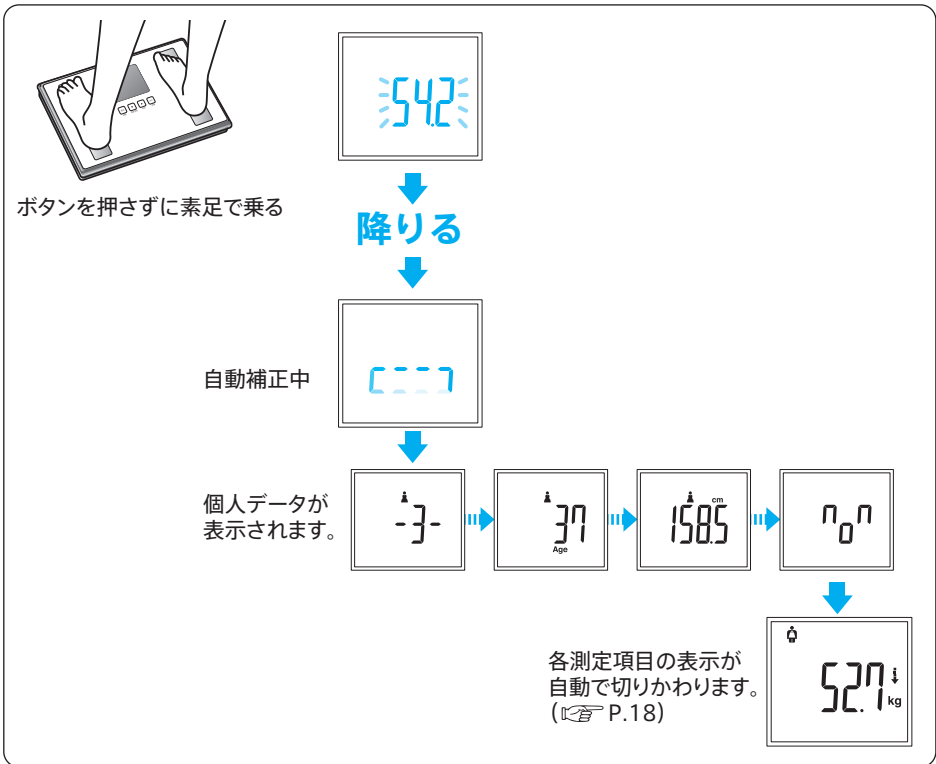 54.2
ボタンを押さずに素足で乗る
降りる
自動補正中
個人データが
表示されます。
-3-
37
Age
cm
158.5
non
各測定項目の表示が
自動で切りかわります。
(☞ P.18)
52.7 kg